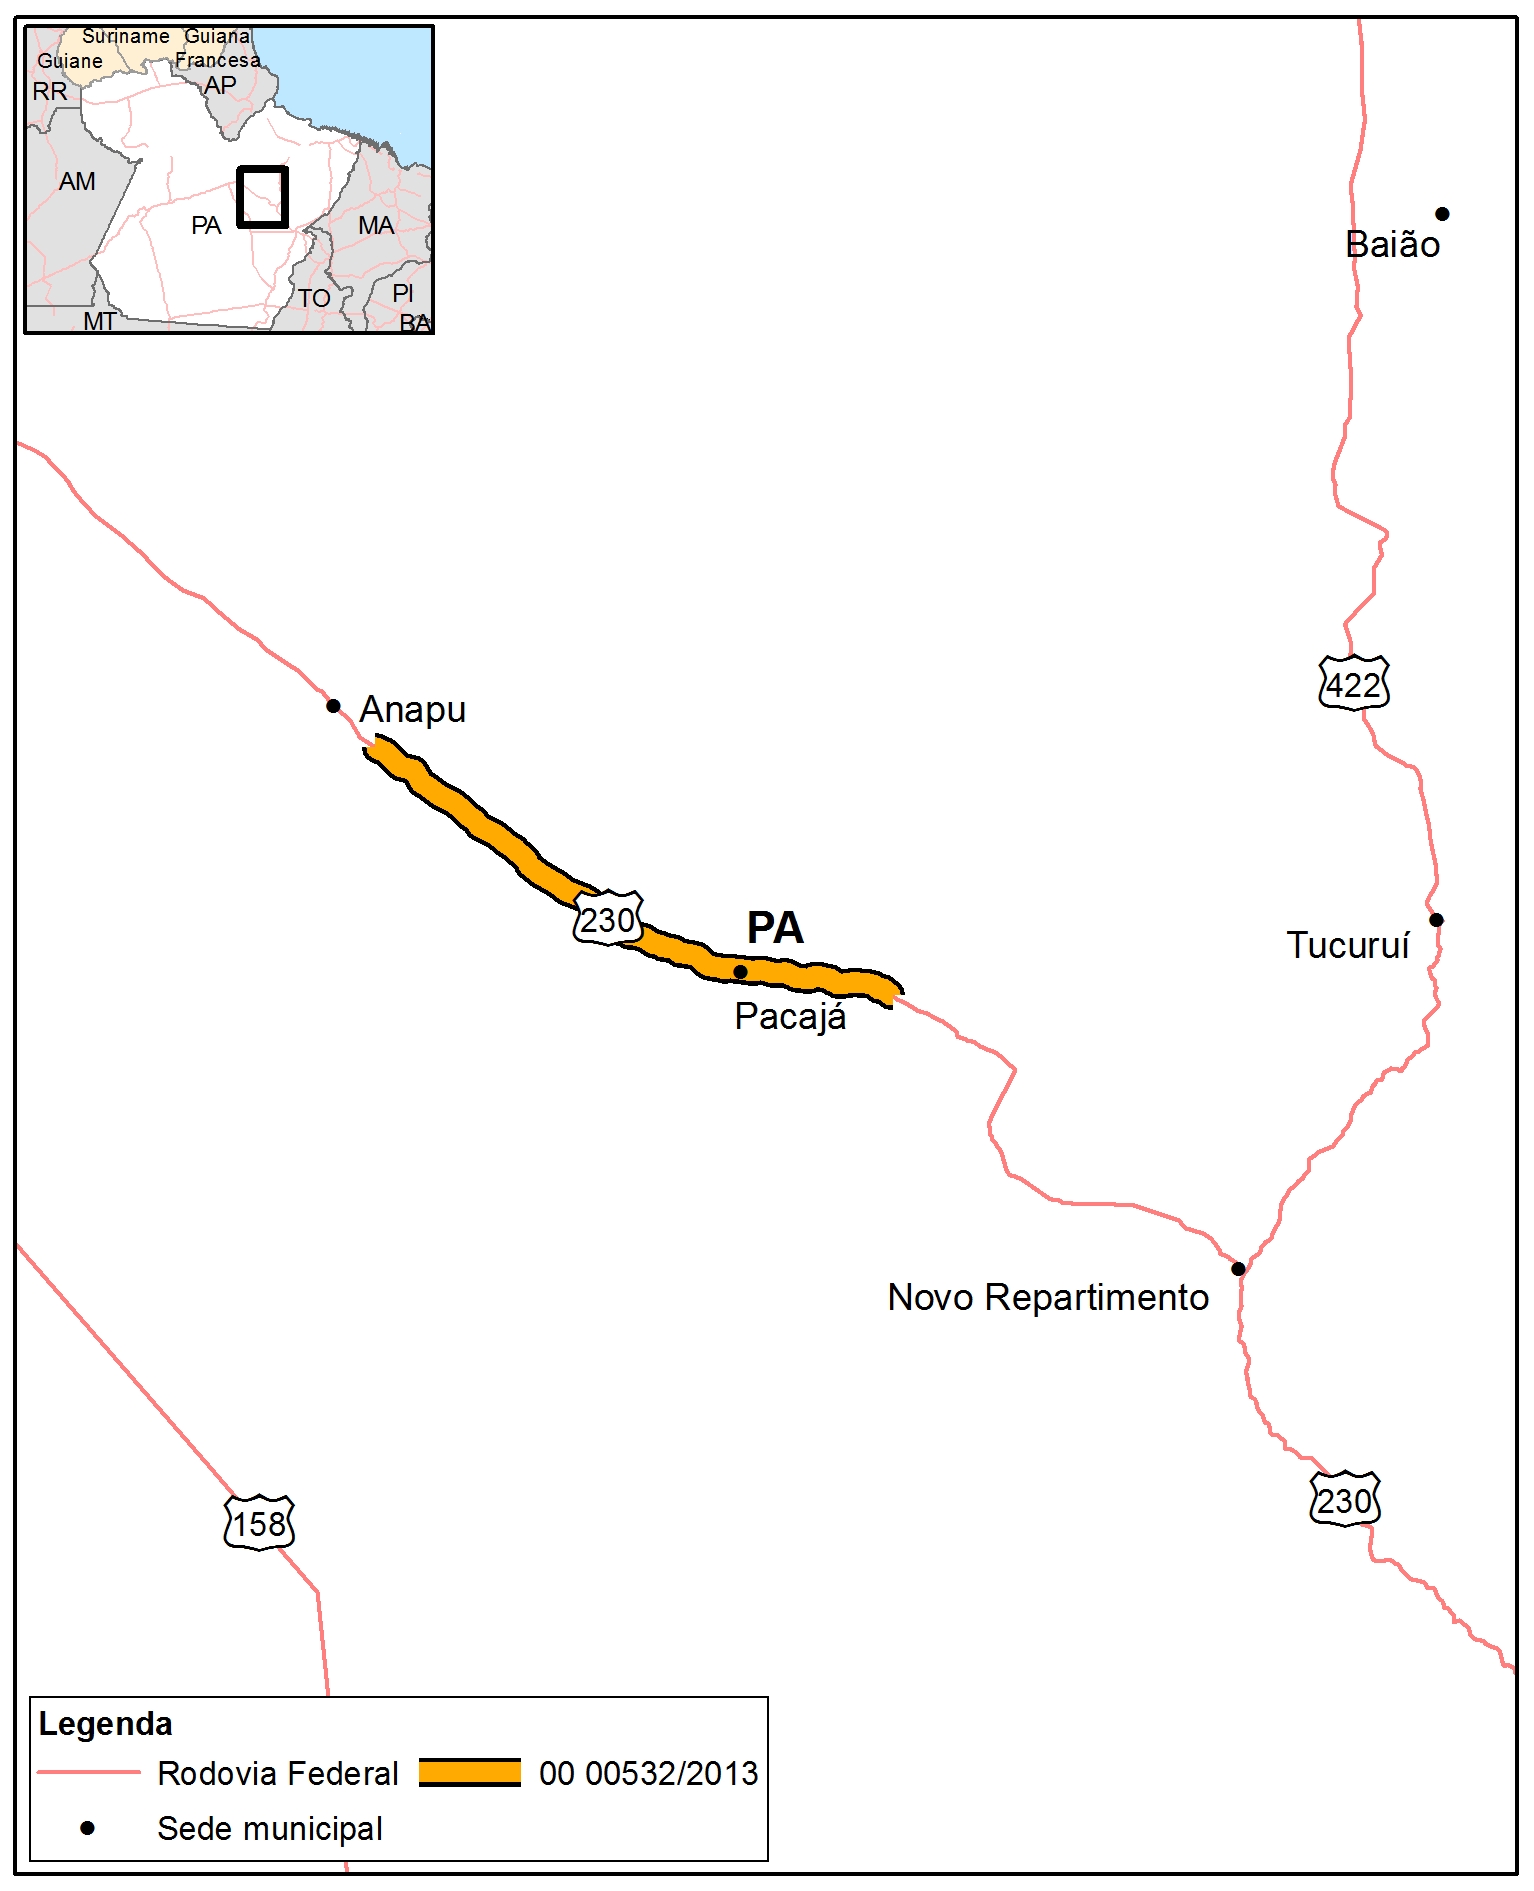 Suriname
Guiana
Guiane
Francesa
RR
AP
AM
PA
MA
TO
PI
MT
BA
Baião
422
Anapu
230
PA
Tucuruí
Pacajá
Novo Repartimento
230
158
Legenda
Rodovia Federal
00 00532/2013
Sede municipal